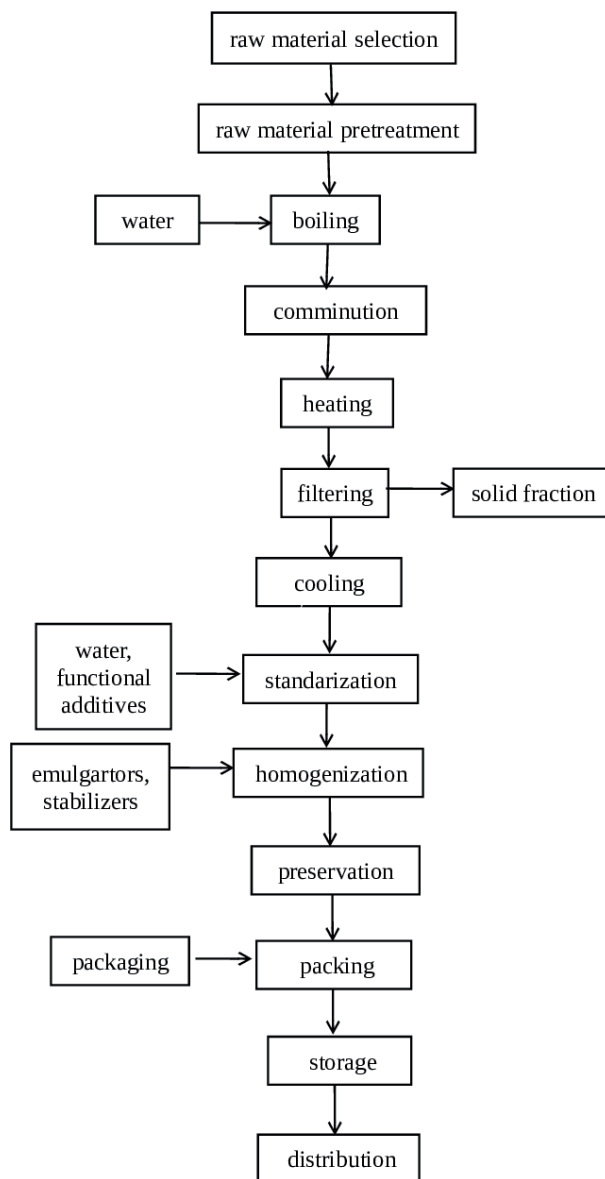 raw material selection
raw material pretreatment
water
boiling
comminution
heating
filtering
solid fraction
cooling
water,
functional
additives
standarization
emulgartors,
stabilizers
homogenization
preservation
packaging
packing
storage
distribution